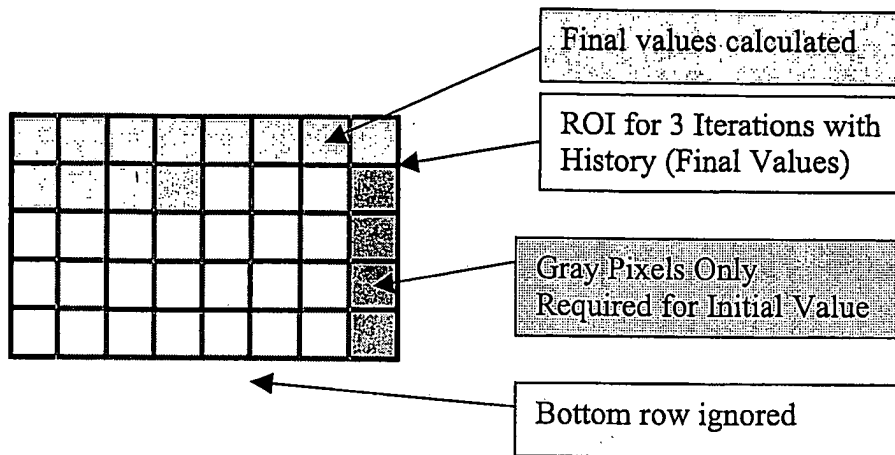 Final values calculated
ROI for 3 Iterations with
History (Final Values)
Gray Pixels Only
Required for Initial Value
Bottom row ignored